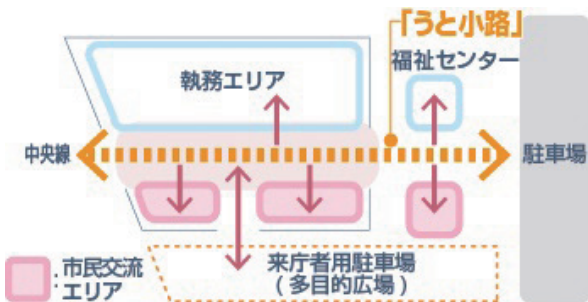 「うと小路」
福祉センター
執務エリア
中央線
駐車場
市民交流
エリア
来庁者用駐車場
(多目的広場)